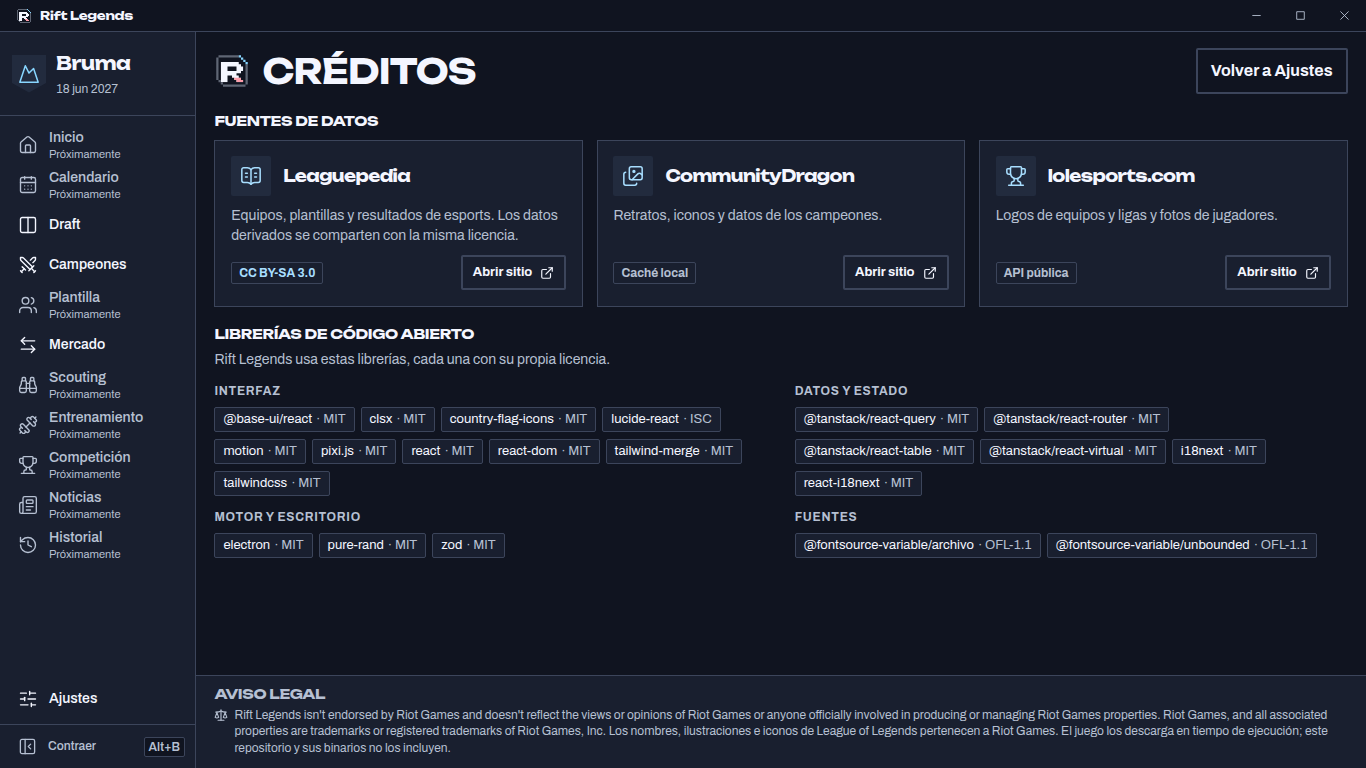 Rift Legends
Bruma
18 jun 2027
Inicio
Próximamente
Calendario
Próximamente
Draft
Campeones
Plantilla
Próximamente
Mercado
Scouting
Próximamente
Entrenamiento
Próximamente
Competición
Próximamente
Noticias
Próximamente
Historial
Próximamente
Ajustes
Contraer Alt+B
CRÉDITOS
Volver a Ajustes
FUENTES DE DATOS
Leaguepedia
Equipos, plantillas y resultados de esports. Los datos
derivados se comparten con la misma licencia.
CC BY-SA 3.0 Abrir sitio
CommunityDragon
Retratos, iconos y datos de los campeones.
Caché local Abrir sitio
lolesports.com
Logos de equipos y ligas y fotos de jugadores.
API pública Abrir sitio
LIBRERÍAS DE CÓDIGO ABIERTO
Rift Legends usa estas librerías, cada una con su propia licencia.
INTERFAZ
@base-ui/react · MIT clsx · MIT country-flag-icons · MIT lucide-react · ISC
motion · MIT pixi.js · MIT react · MIT react-dom · MIT tailwind-merge · MIT
tailwindcss · MIT
DATOS Y ESTADO
@tanstack/react-query · MIT @tanstack/react-router · MIT
@tanstack/react-table · MIT @tanstack/react-virtual · MIT i18next · MIT
react-i18next · MIT
MOTOR Y ESCRITORIO
electron · MIT pure-rand · MIT zod · MIT
FUENTES
@fontsource-variable/archivo · OFL-1.1 @fontsource-variable/unbounded · OFL-1.1
AVISO LEGAL
Rift Legends isn't endorsed by Riot Games and doesn't reflect the views or opinions of Riot Games or anyone officially involved in producing or managing Riot Games properties. Riot Games, and all associated
properties are trademarks or registered trademarks of Riot Games, Inc. Los nombres, ilustraciones e iconos de League of Legends pertenecen a Riot Games. El juego los descarga en tiempo de ejecución; este
repositorio y sus binarios no los incluyen.